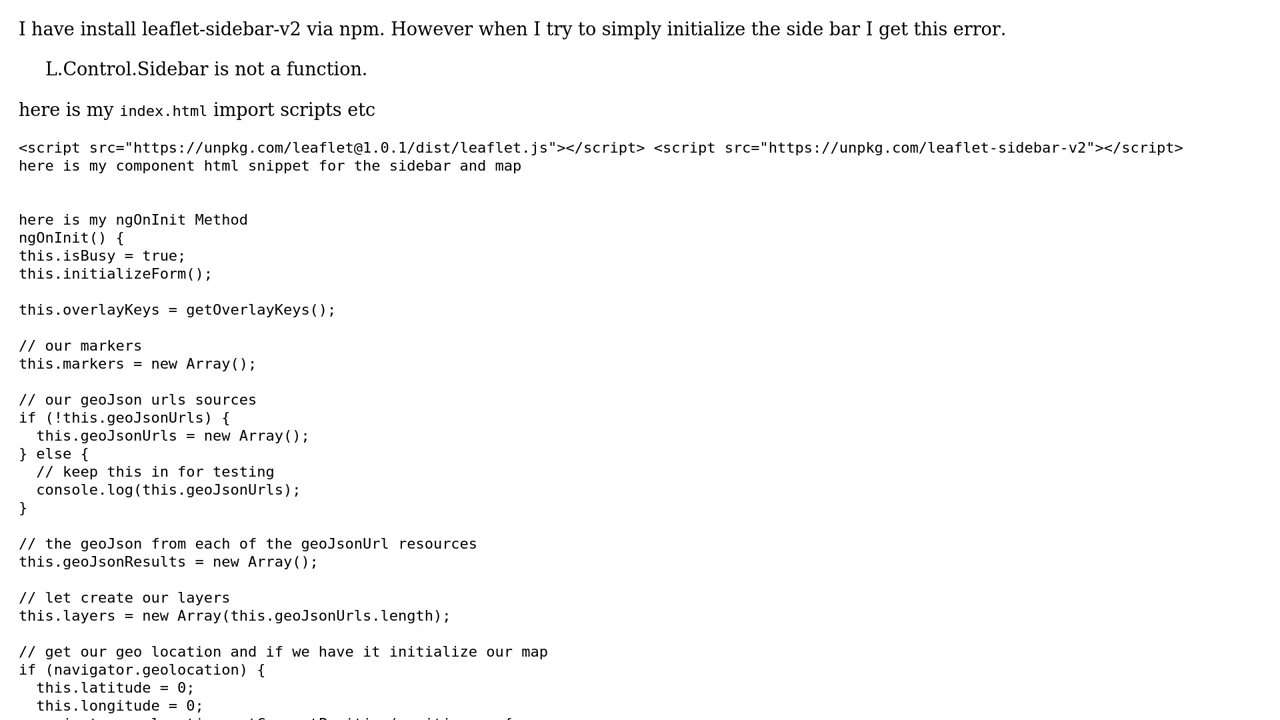 I have install leaflet-sidebar-v2 via npm. However when I try to simply initialize the side bar I get this error.
L.Control.Sidebar is not a function.
here is my index.html import scripts etc
<script src="https://unpkg.com/leaflet@1.0.1/dist/leaflet.js"></script> <script src="https://unpkg.com/leaflet-sidebar-v2"></script>
here is my component html snippet for the sidebar and map
here is my ngOnInit Method
ngOnInit() {
this.isBusy = true;
this.initializeForm();
this.overlayKeys = getOverlayKeys();
// our markers
this.markers = new Array();
// our geoJson urls sources
if (!this.geoJsonUrls) {
  this.geoJsonUrls = new Array();
} else {
  // keep this in for testing
  console.log(this.geoJsonUrls);
}
// the geoJson from each of the geoJsonUrl resources
this.geoJsonResults = new Array();
// let create our layers
this.layers = new Array(this.geoJsonUrls.length);
// get our geo location and if we have it initialize our map
if (navigator.geolocation) {
  this.latitude = 0;
  this.longitude = 0;